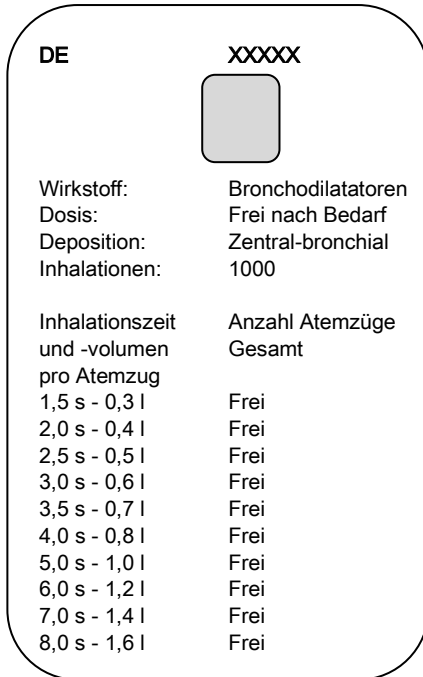 DE XXXXX
Wirkstoff: Bronchodilatatoren
Dosis: Frei nach Bedarf
Deposition: Zentral-bronchial
Inhalationen: 1000
Inhalationszeit Anzahl Atemzüge
und -volumen Gesamt
pro Atemzug
1,5 s - 0,3 l Frei
2,0 s - 0,4 l Frei
2,5 s - 0,5 l Frei
3,0 s - 0,6 l Frei
3,5 s - 0,7 l Frei
4,0 s - 0,8 l Frei
5,0 s - 1,0 l Frei
6,0 s - 1,2 l Frei
7,0 s - 1,4 l Frei
8,0 s - 1,6 l Frei